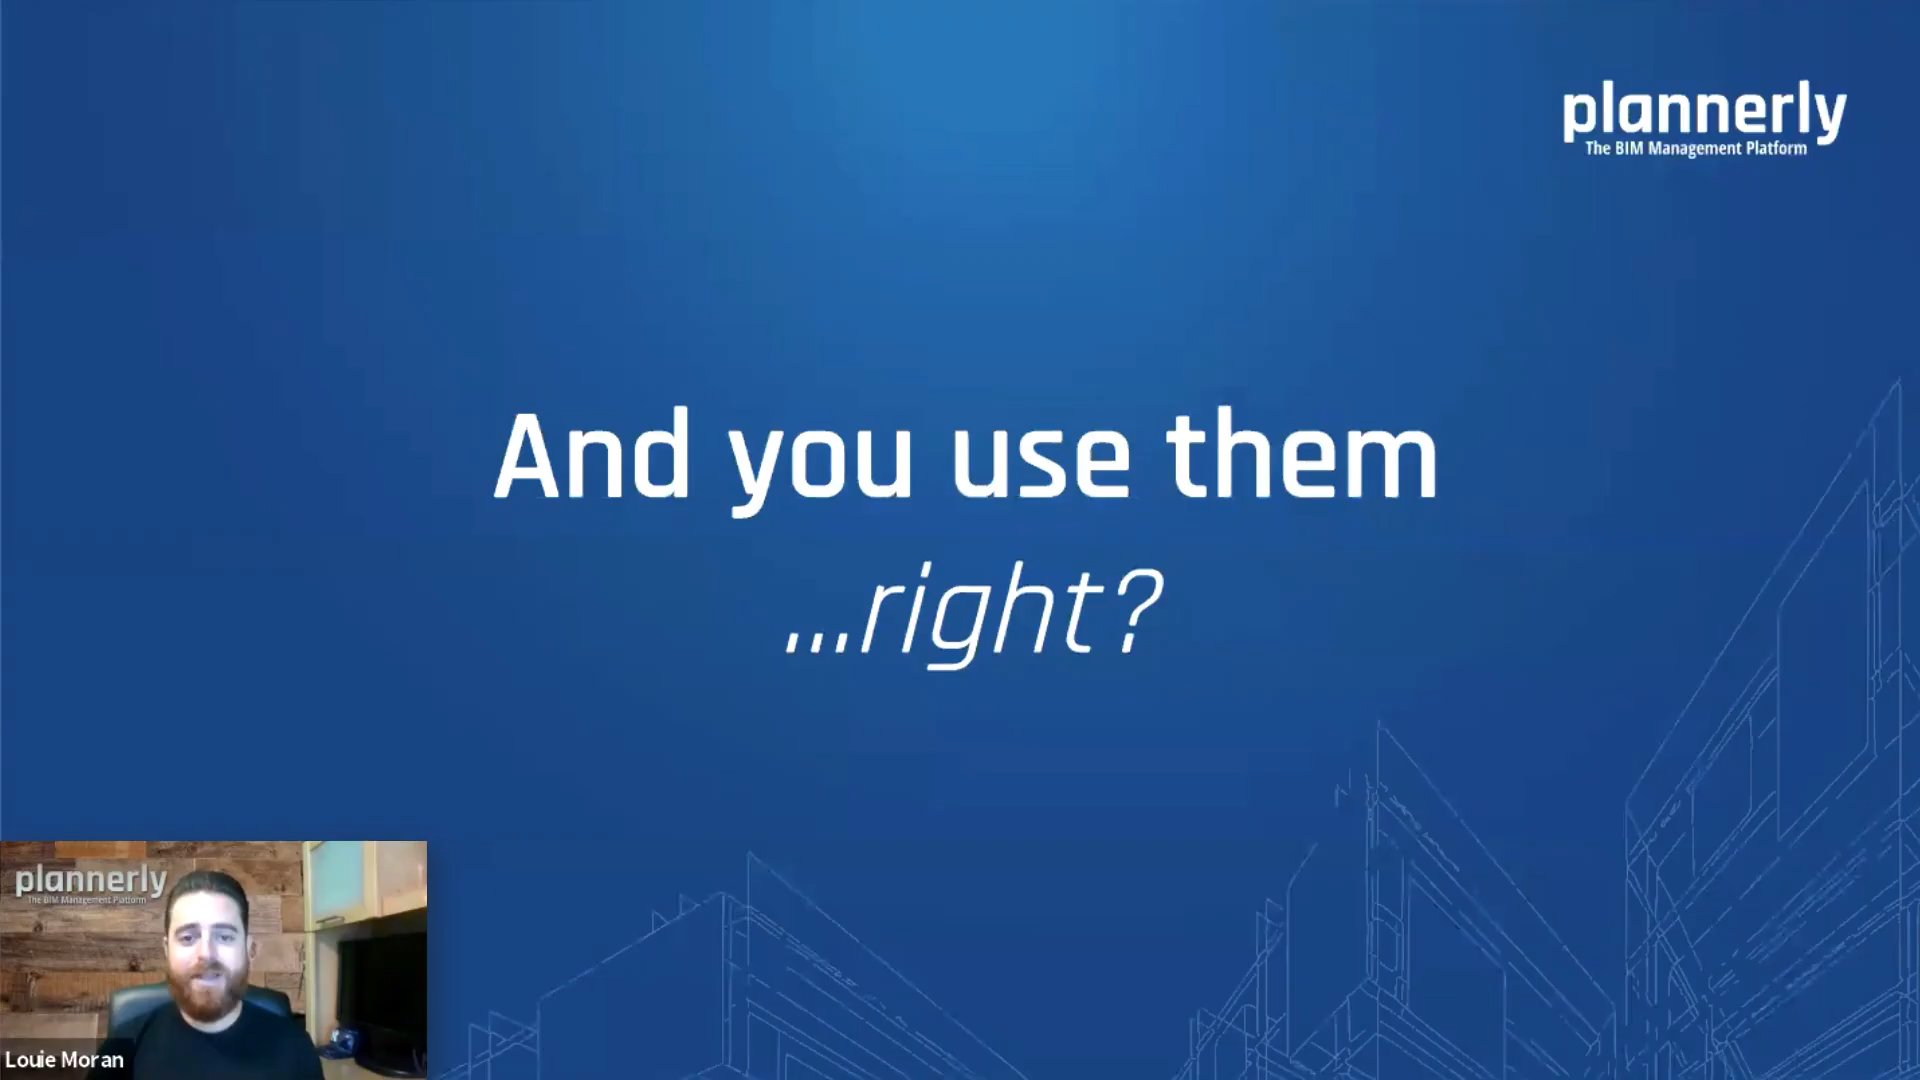 plannerly
The BIM Management Platform
And you use them
...right?
plannerly
The BIM Management Platform
Louie Moran